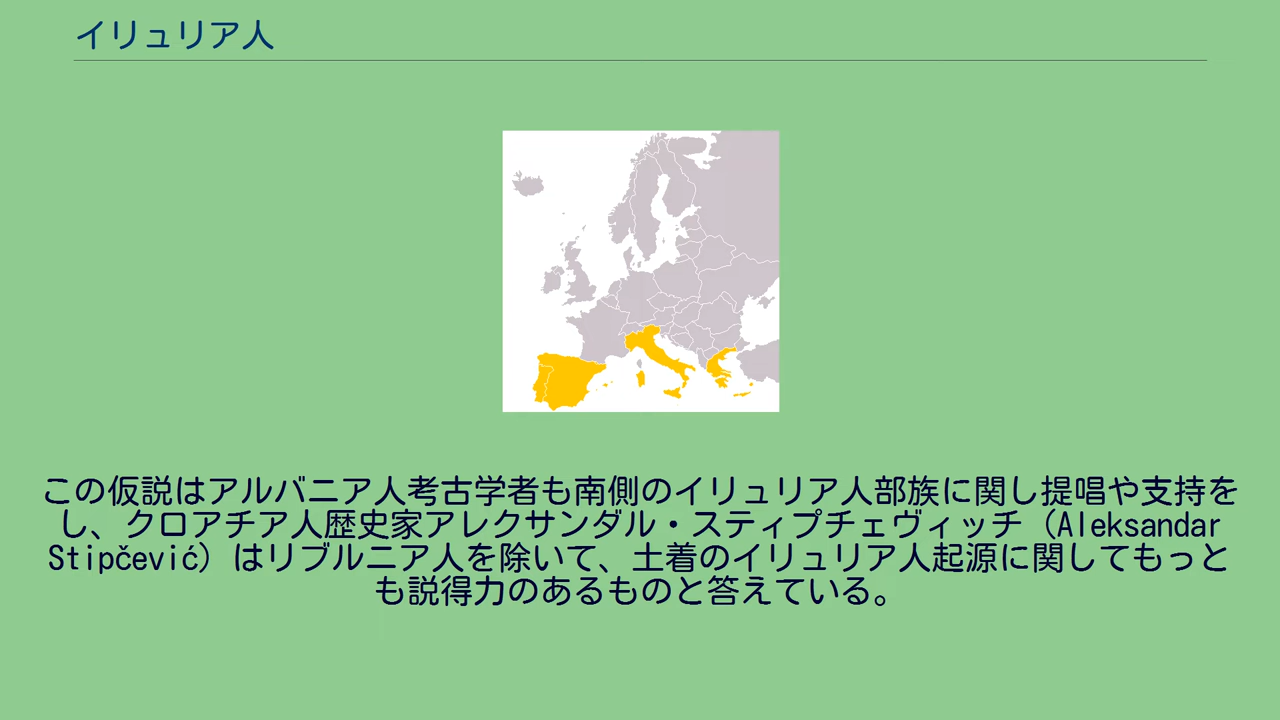 イリュリア人
この仮説はアルバニア人考古学者も南側のイリュリア人部族に関し提唱や支持を
し、クロアチア人歴史家アレクサンダル・スティプチェヴィッチ（Aleksandar
Stipčević）はリブルニア人を除いて、土着のイリュリア人起源に関してもっと
も説得力のあるものと答えている。